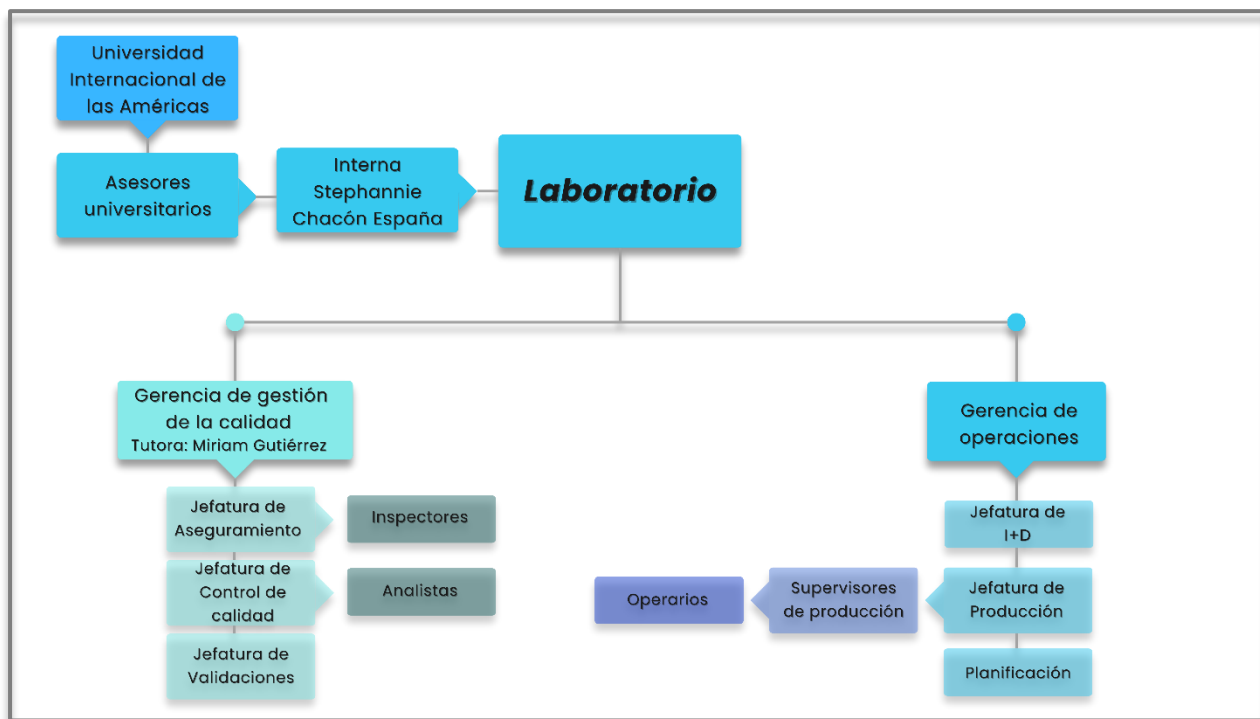 Universidad
Internacional de
las Américas
Asesores
universitarios
Interna
Stephannie
Chacón España
Laboratorio
Gerencia de gestión
de la calidad
Tutora: Miriam Gutiérrez
Jefatura de
Aseguramiento
Inspectores
Jefatura de
Control de
calidad
Analistas
Jefatura de
Validaciones
Gerencia de
operaciones
Jefatura de
I+D
Jefatura de
Producción
Supervisores
de producción
Operarios
Planificación